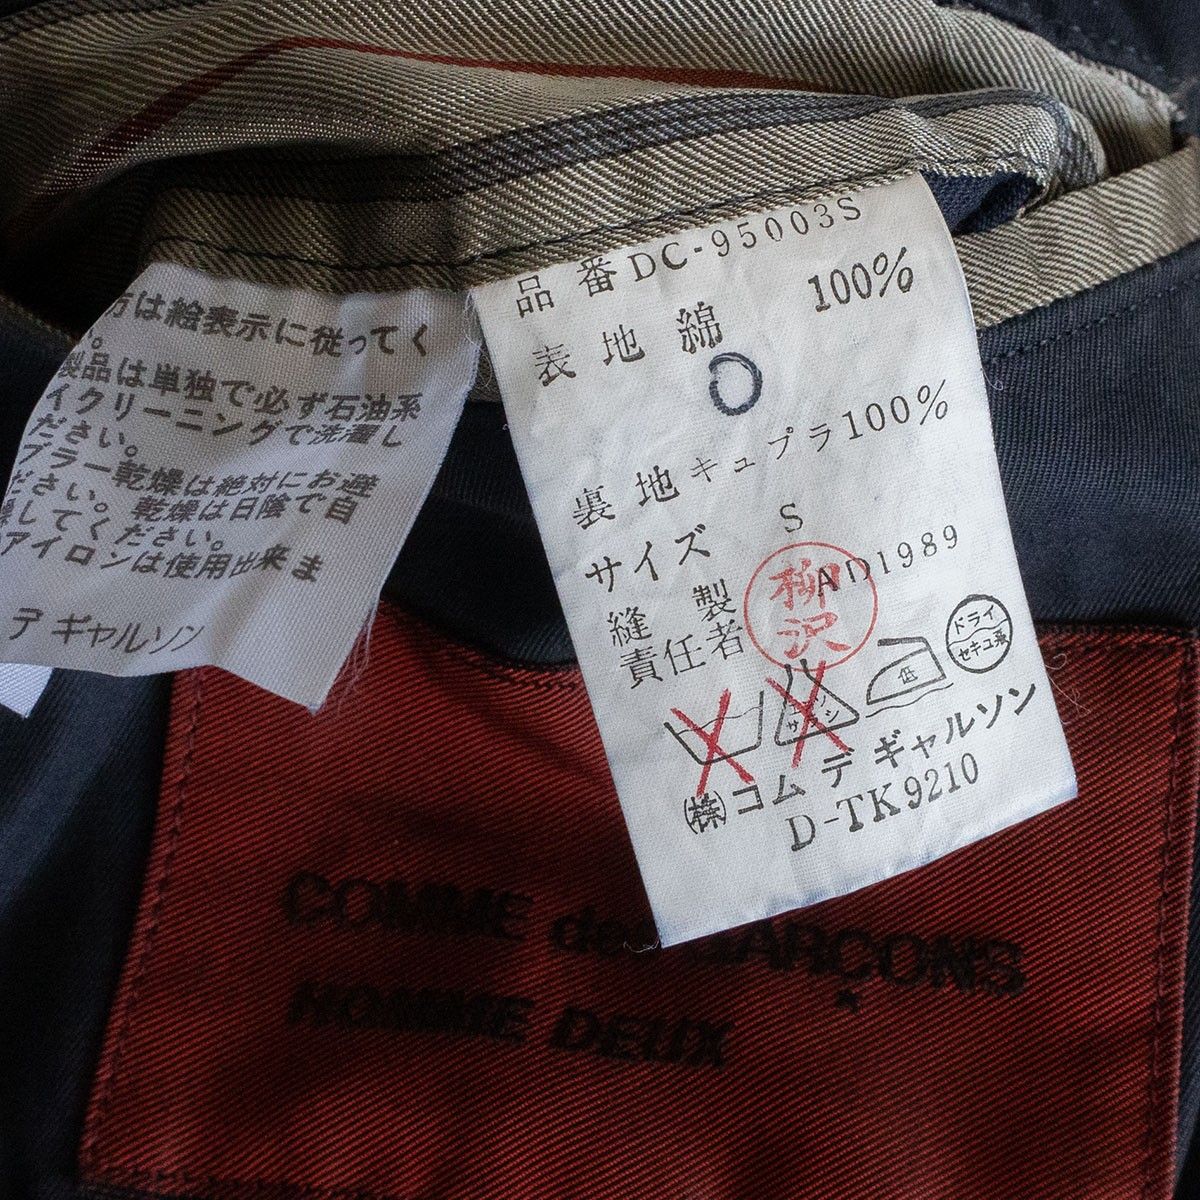 方は絵表示に従ってく
。
製品は単独で必ず石油系
イクリーニングで洗濯し
ださい。
ブラー乾燥は絶対にお避
ださい。乾燥は日陰で自
してください。
アイロンは使用出来ま
デ ギャルソン
品番 DC-95003S
表地 綿 100%
裏地 キュプラ 100%
サイズ S
AD1989
縫製
責任者
柳沢
低
ドライ
セキユ系
㈱コム デ ギャルソン
D-TK9210
COMME des GARÇONS
HOMME DEUX